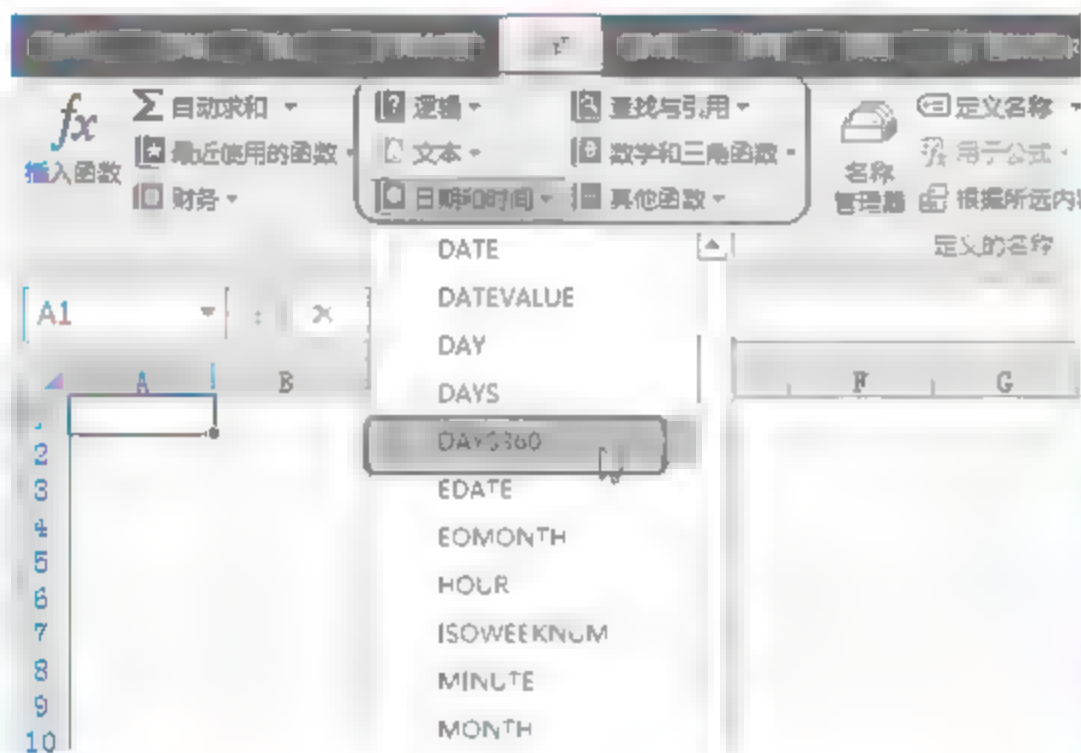 fx Σ 自动求和 逻辑 查找与引用 定义名称
插入函数 最近使用的函数 文本 数学和三角函数 名称管理器 用于公式
财务 日期和时间 其他函数 根据所选内
定义的名称
DATE
A1 DATEVALUE
DAY
A B DAYS F G
DAYS360
2
3 EDATE
4 EOMONTH
5
6 HOUR
7 ISOWEEKNUM
8 MINUTE
9
10 MONTH